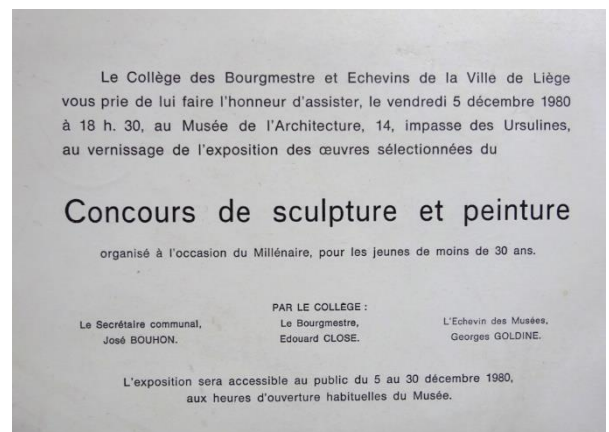 Le Collège des Bourgmestre et Echevins de la Ville de Liège
vous prie de lui faire l'honneur d'assister, le vendredi 5 décembre 1980
à 18 h. 30, au Musée de l'Architecture, 14, impasse des Ursulines,
au vernissage de l'exposition des œuvres sélectionnées du
Concours de sculpture et peinture
organisé à l'occasion du Millénaire, pour les jeunes de moins de 30 ans.
PAR LE COLLÈGE :
Le Secrétaire communal, Le Bourgmestre, L'Echevin des Musées,
José BOUHON. Edouard CLOSE. Georges GOLDINE.
L'exposition sera accessible au public du 5 au 30 décembre 1980,
aux heures d'ouverture habituelles du Musée.